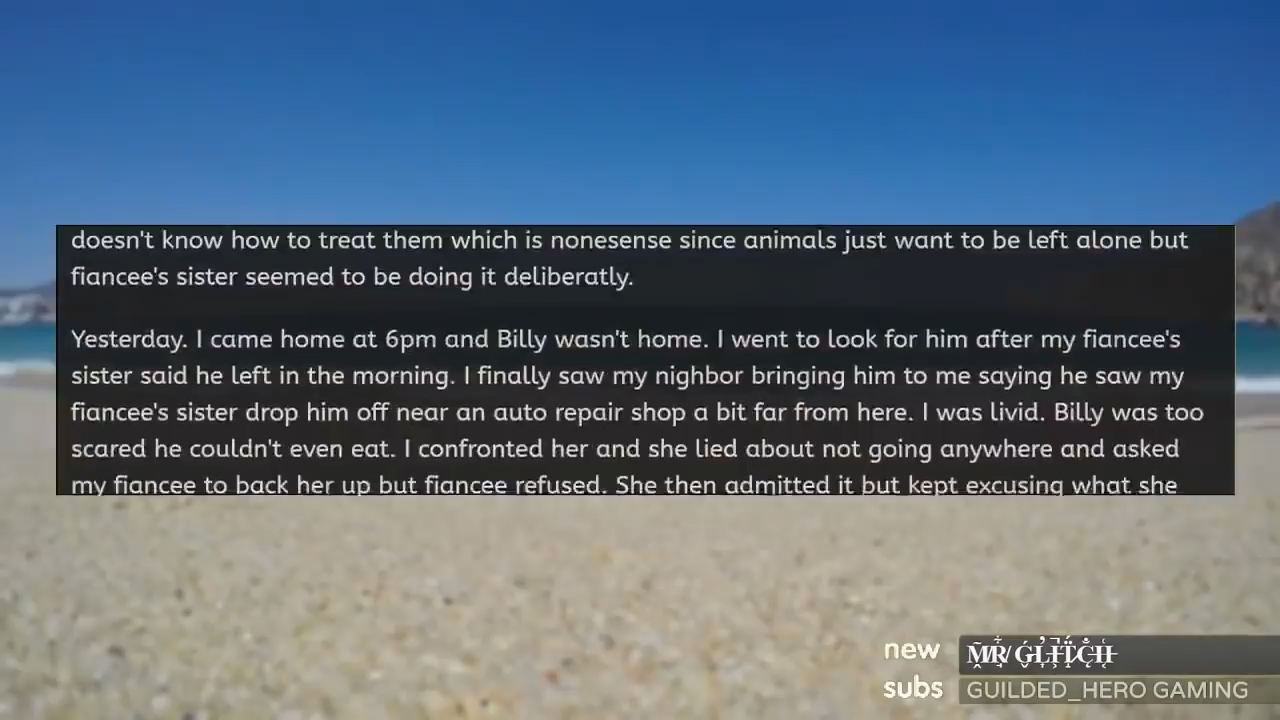 doesn't know how to treat them which is nonesense since animals just want to be left alone but
fiancee's sister seemed to be doing it deliberatly.
Yesterday. I came home at 6pm and Billy wasn't home. I went to look for him after my fiancee's
sister said he left in the morning. I finally saw my nighbor bringing him to me saying he saw my
fiancee's sister drop him off near an auto repair shop a bit far from here. I was livid. Billy was too
scared he couldn't even eat. I confronted her and she lied about not going anywhere and asked
my fiancee to back her up but fiancee refused. She then admitted it but kept excusing what she
new MR GLITCH
subs GUILDED_HERO GAMING